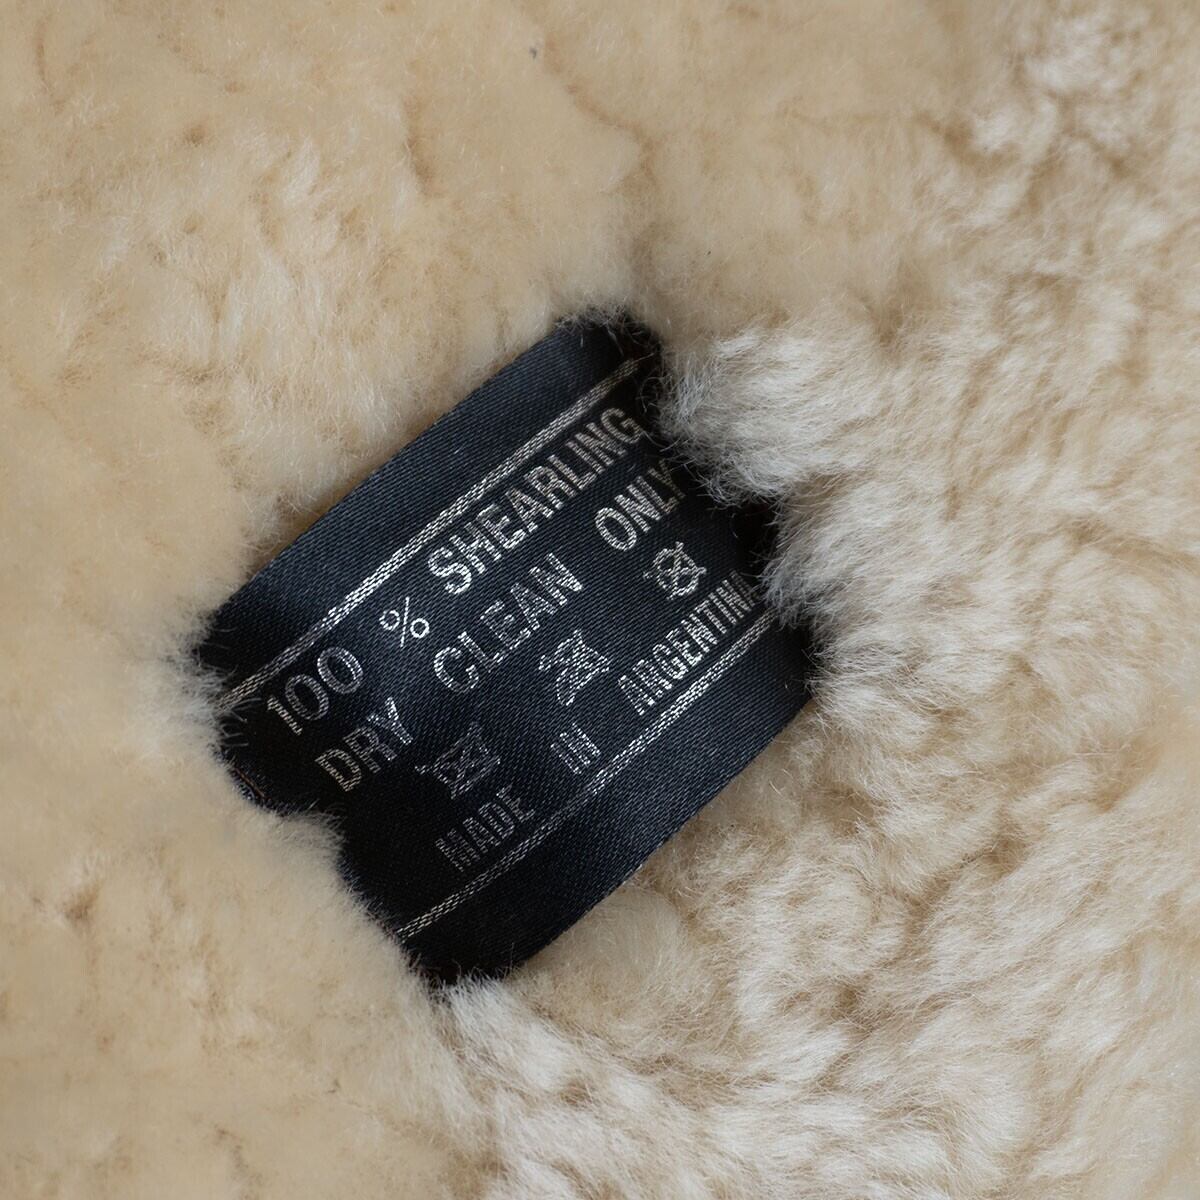 100 % SHEARLING
DRY CLEAN ONLY
MADE IN ARGENTINA